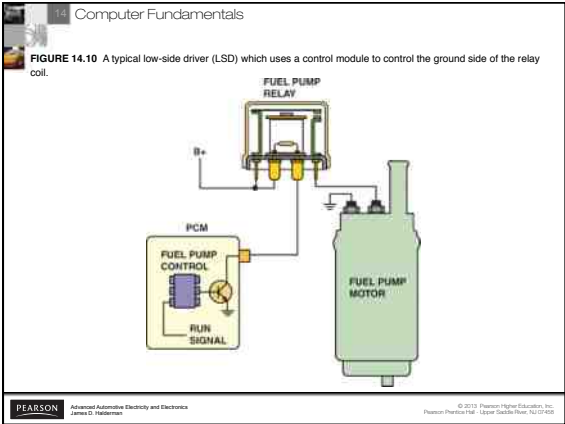 14 Computer Fundamentals
FIGURE 14.10 A typical low-side driver (LSD) which uses a control module to control the ground side of the relay
coil.
FUEL PUMP
RELAY
B+
PCM
FUEL PUMP
CONTROL
RUN
SIGNAL
FUEL PUMP
MOTOR
PEARSON
Advanced Automotive Electricity and Electronics
James D. Halderman
© 2013 Pearson Higher Education, Inc.
Pearson Prentice Hall - Upper Saddle River, NJ 07458